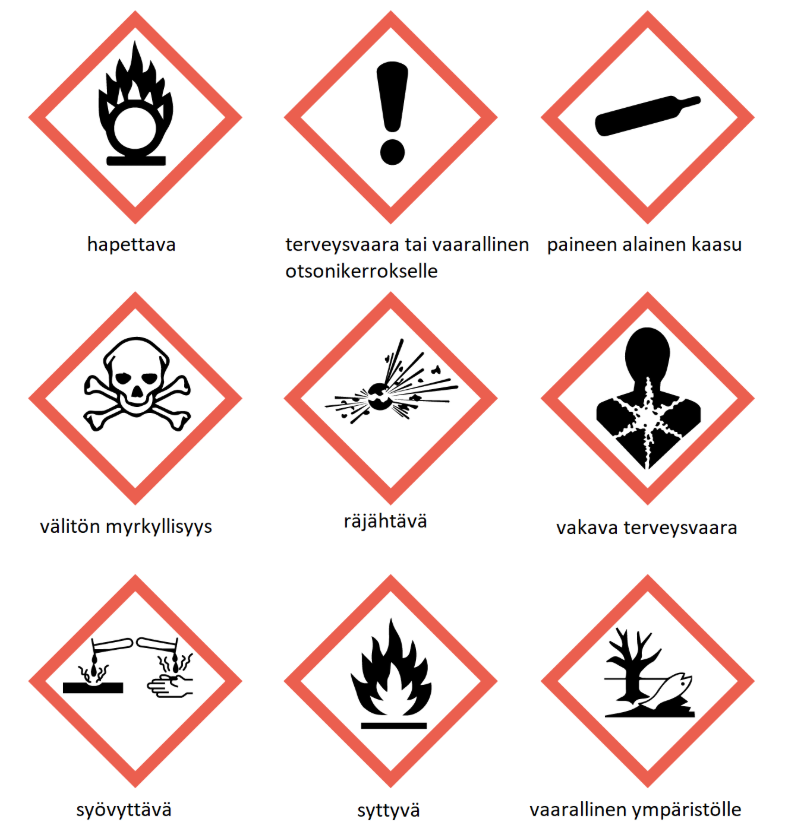 hapettava
terveysvaara tai vaarallinen
otsonikerrokselle
paineen alainen kaasu
välitön myrkyllisyys
räjähtävä
vakava terveysvaara
syövyttävä
syttyvä
vaarallinen ympäristölle